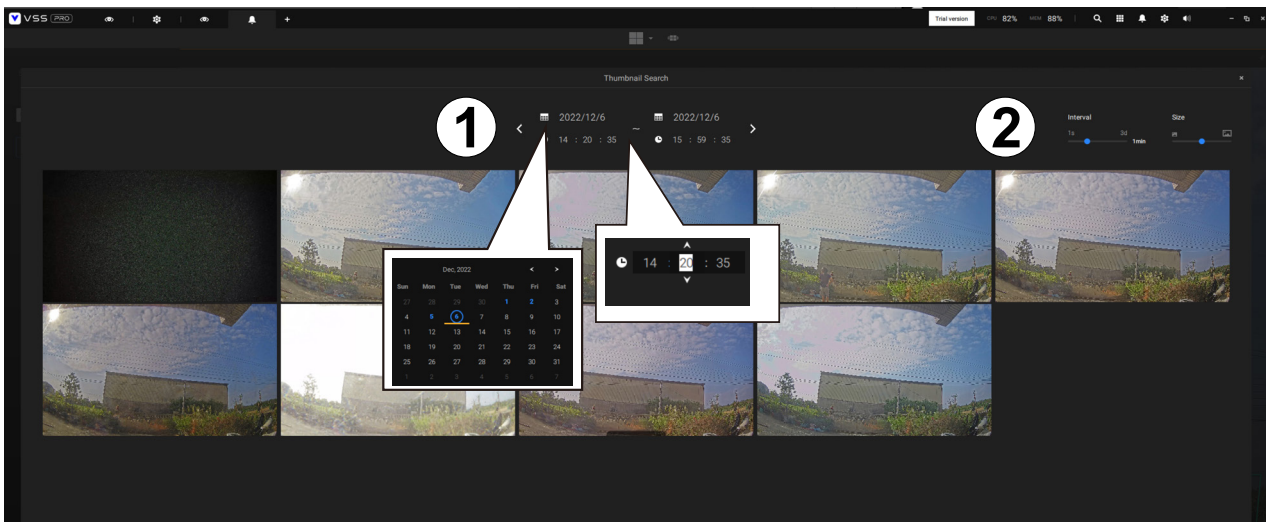 VSS PRO
+
Trial version
CPU 82%
MEM 88%
Thumbnail Search
1
2022/12/6
~
2022/12/6
14 : 20 : 35
15 : 59 : 35
2
Interval
Size
1s
3d
1min
Dec, 2022
Sun Mon Tue Wed Thu Fri Sat
27 28 29 30 1 2 3
4 5 6 7 8 9 10
11 12 13 14 15 16 17
18 19 20 21 22 23 24
25 26 27 28 29 30 31
1 2 3 4 5 6 7
14 : 20 : 35